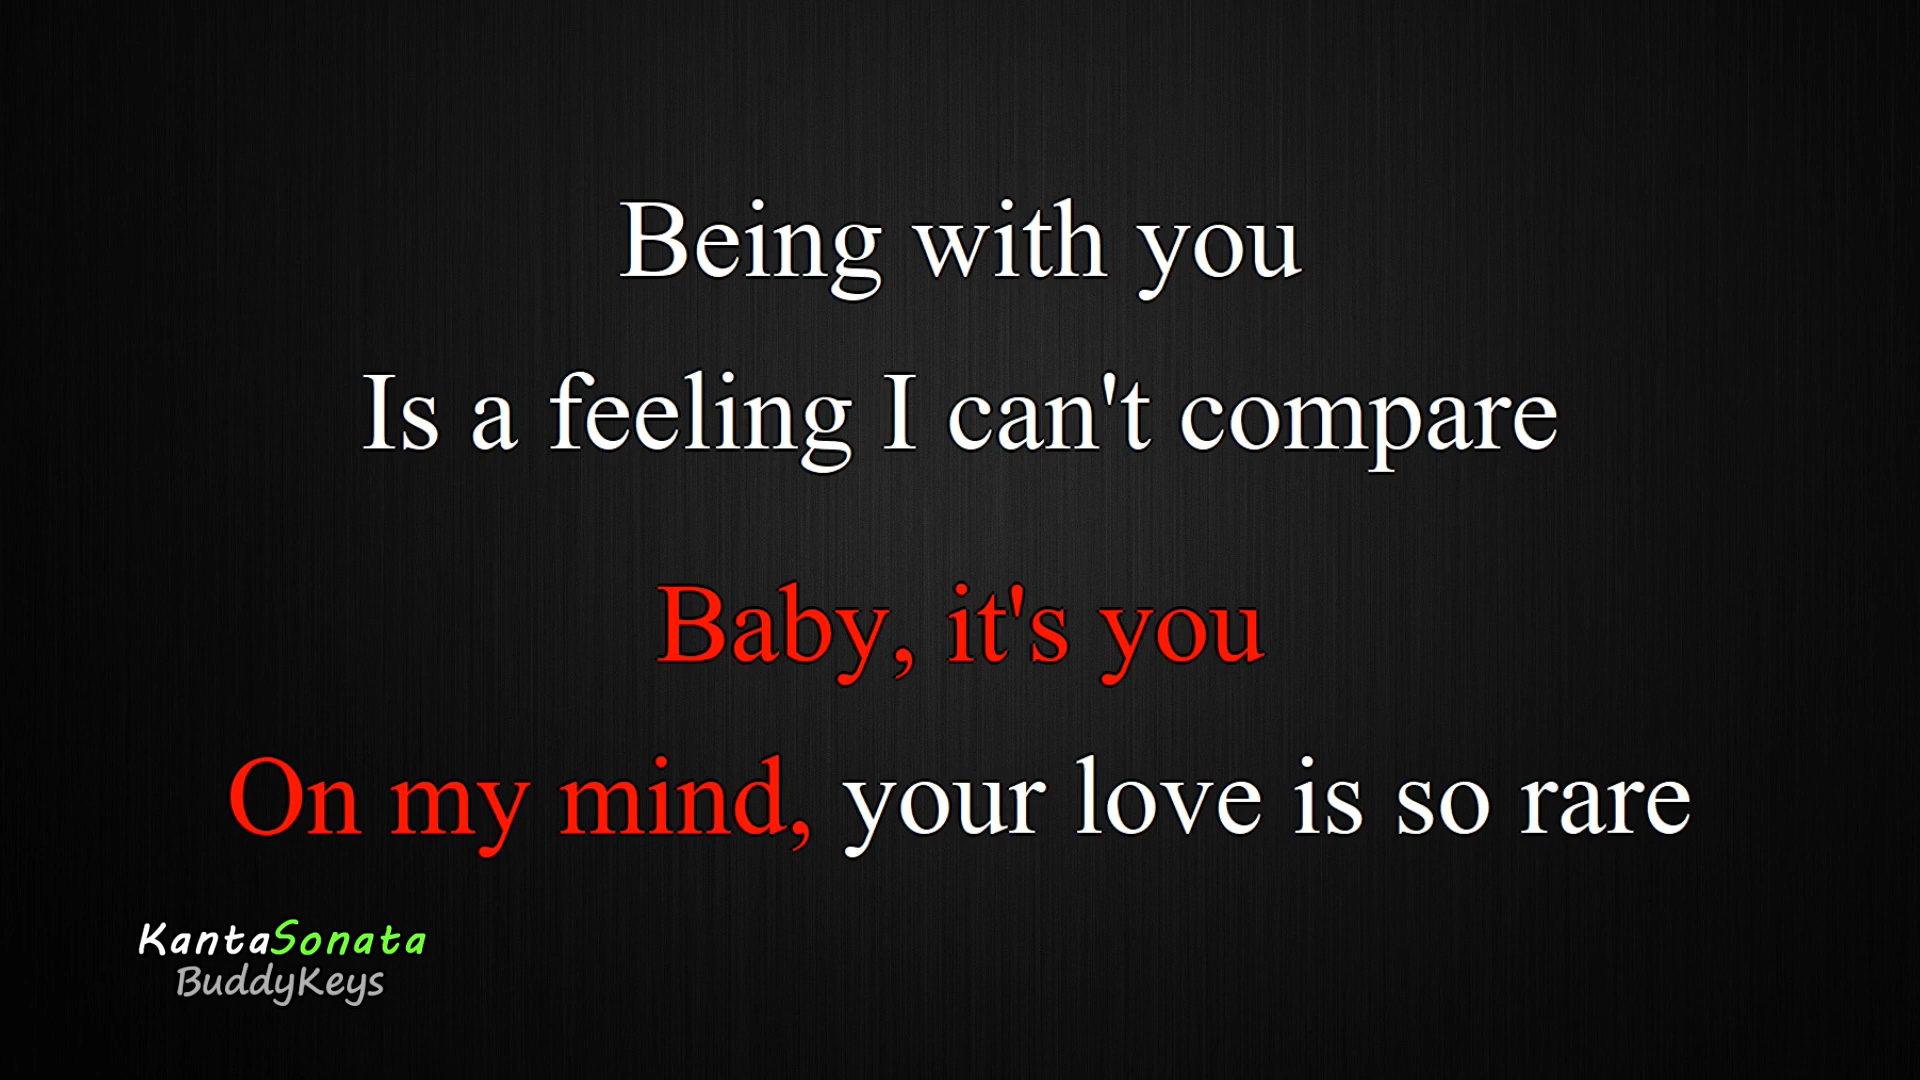 Being with you
Is a feeling I can't compare
Baby, it's you
On my mind, your love is so rare
KantaSonata
BuddyKeys